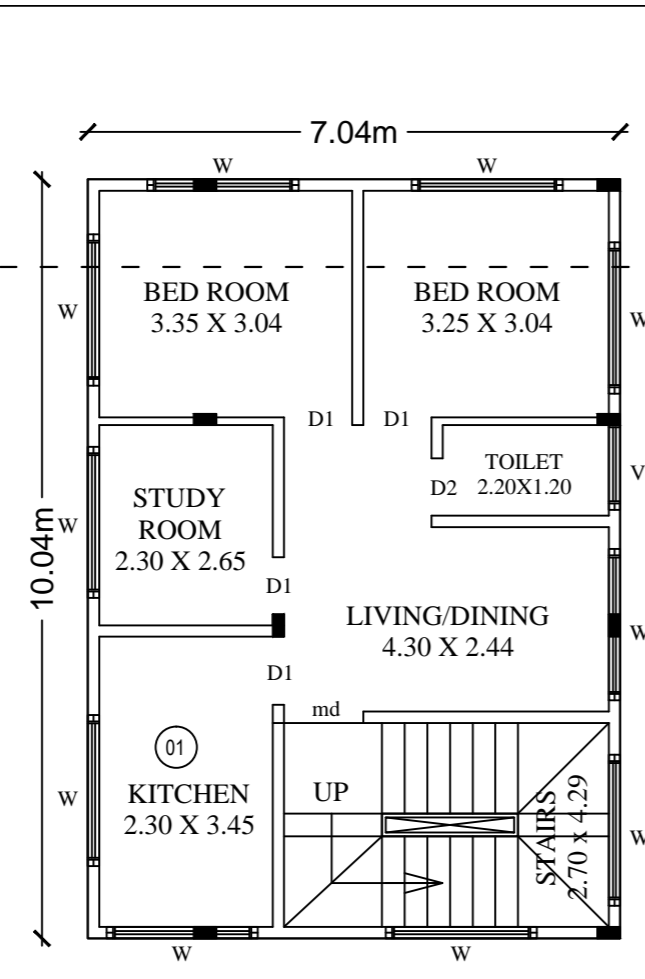 7.04m
W
W
BED ROOM
3.35 X 3.04
BED ROOM
3.25 X 3.04
W
W
D1
D1
TOILET
2.20X1.20
D2
V
STUDY
ROOM
2.30 X 2.65
W
10.04m
D1
LIVING/DINING
4.30 X 2.44
W
D1
md
01
KITCHEN
2.30 X 3.45
W
UP
STAIRS
2.70 x 4.29
W
W
W